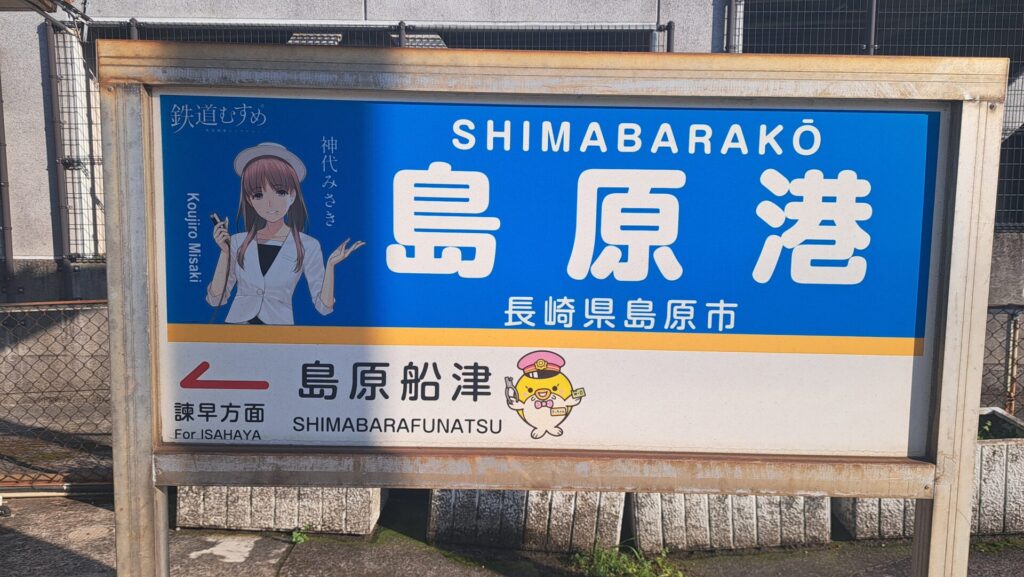 鉄道むすめ
神代みさき
Koujiro Misaki
SHIMABARAKŌ
島原港
長崎県島原市
諫早方面
For ISAHAYA
島原船津
SHIMABARAFUNATSU